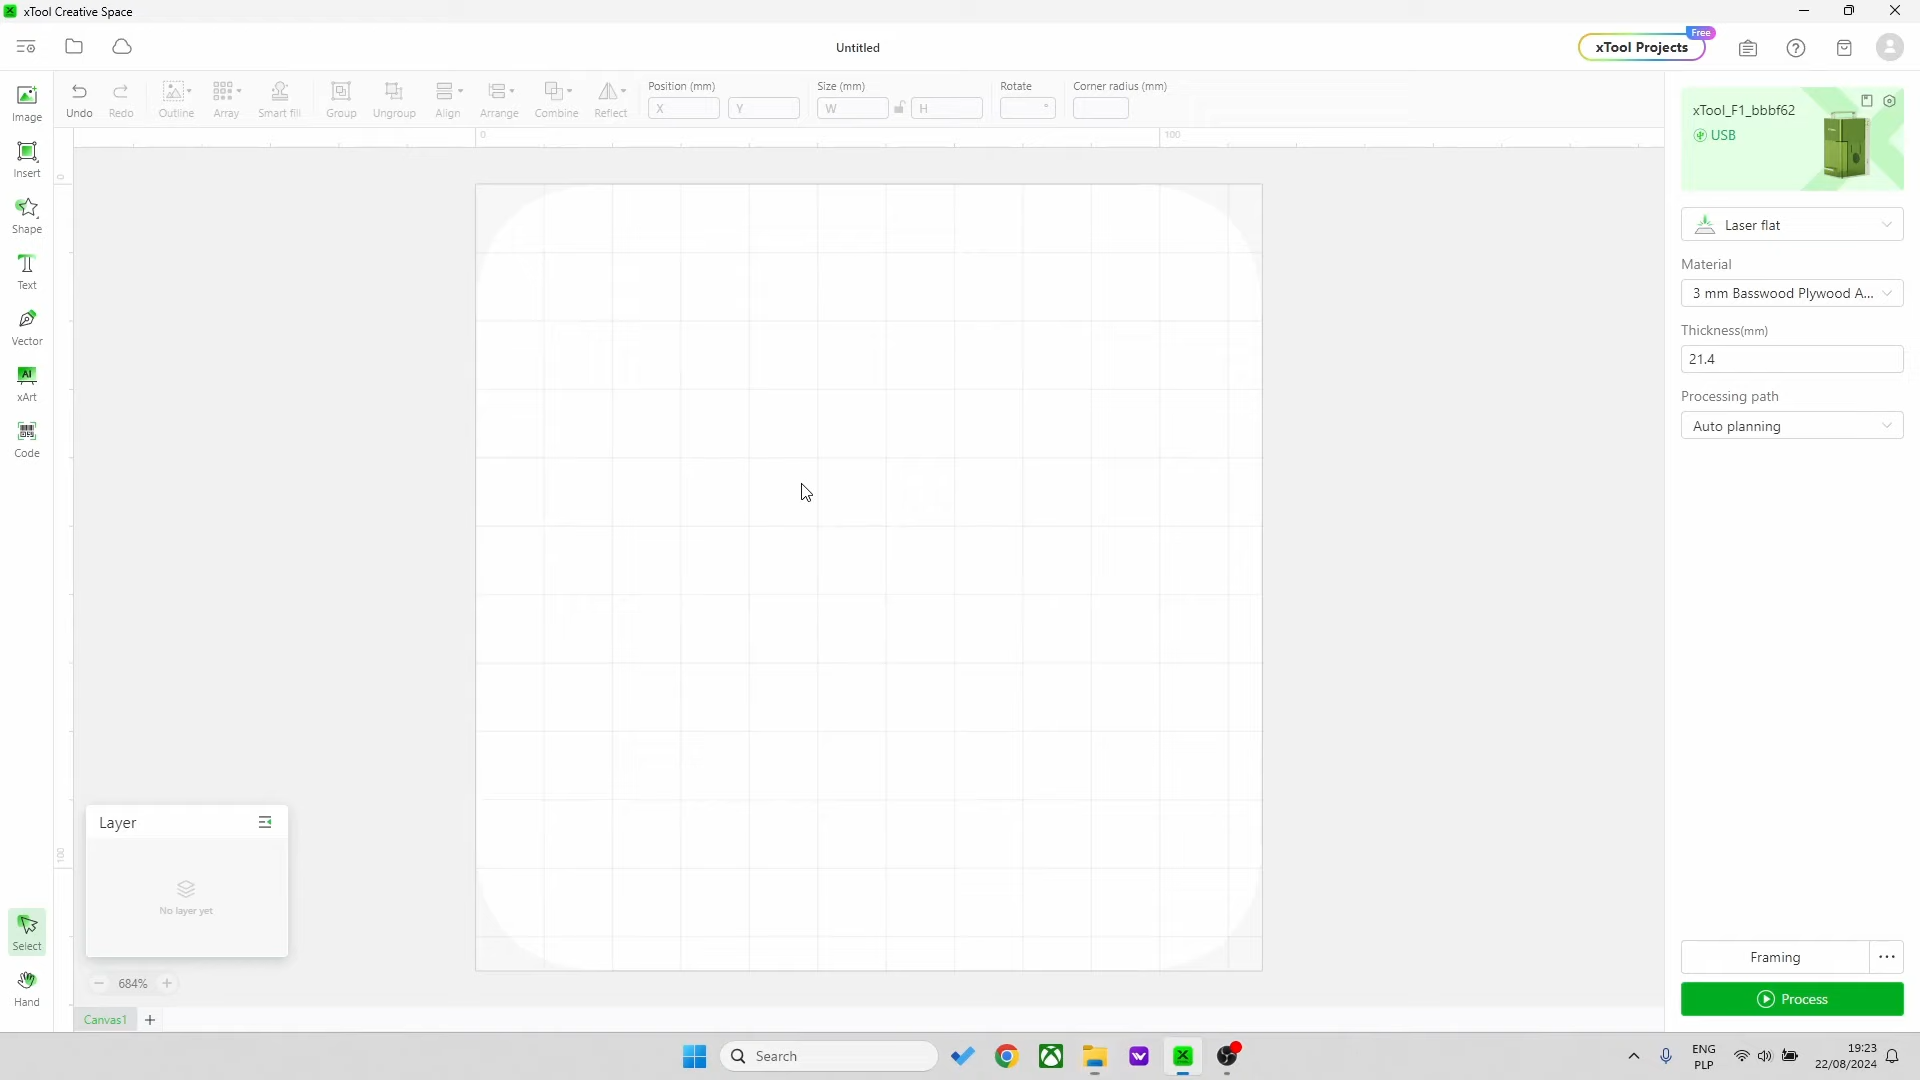 xTool Creative Space
Untitled
Free
xTool Projects
Image
Undo
Redo
Outline
Array
Smart fill
Group
Ungroup
Align
Arrange
Combine
Reflect
Position (mm)
X
Y
Size (mm)
W
H
Rotate
°
Corner radius (mm)
0
100
0
100
Insert
Shape
Text
Vector
AI
xArt
Code
Select
Hand
Layer
No layer yet
684%
Canvas1
xTool_F1_bbbf62
USB
Laser flat
Material
3 mm Basswood Plywood A...
Thickness(mm)
21.4
Processing path
Auto planning
Framing
Process
Search
ENG
PLP
19:23
22/08/2024